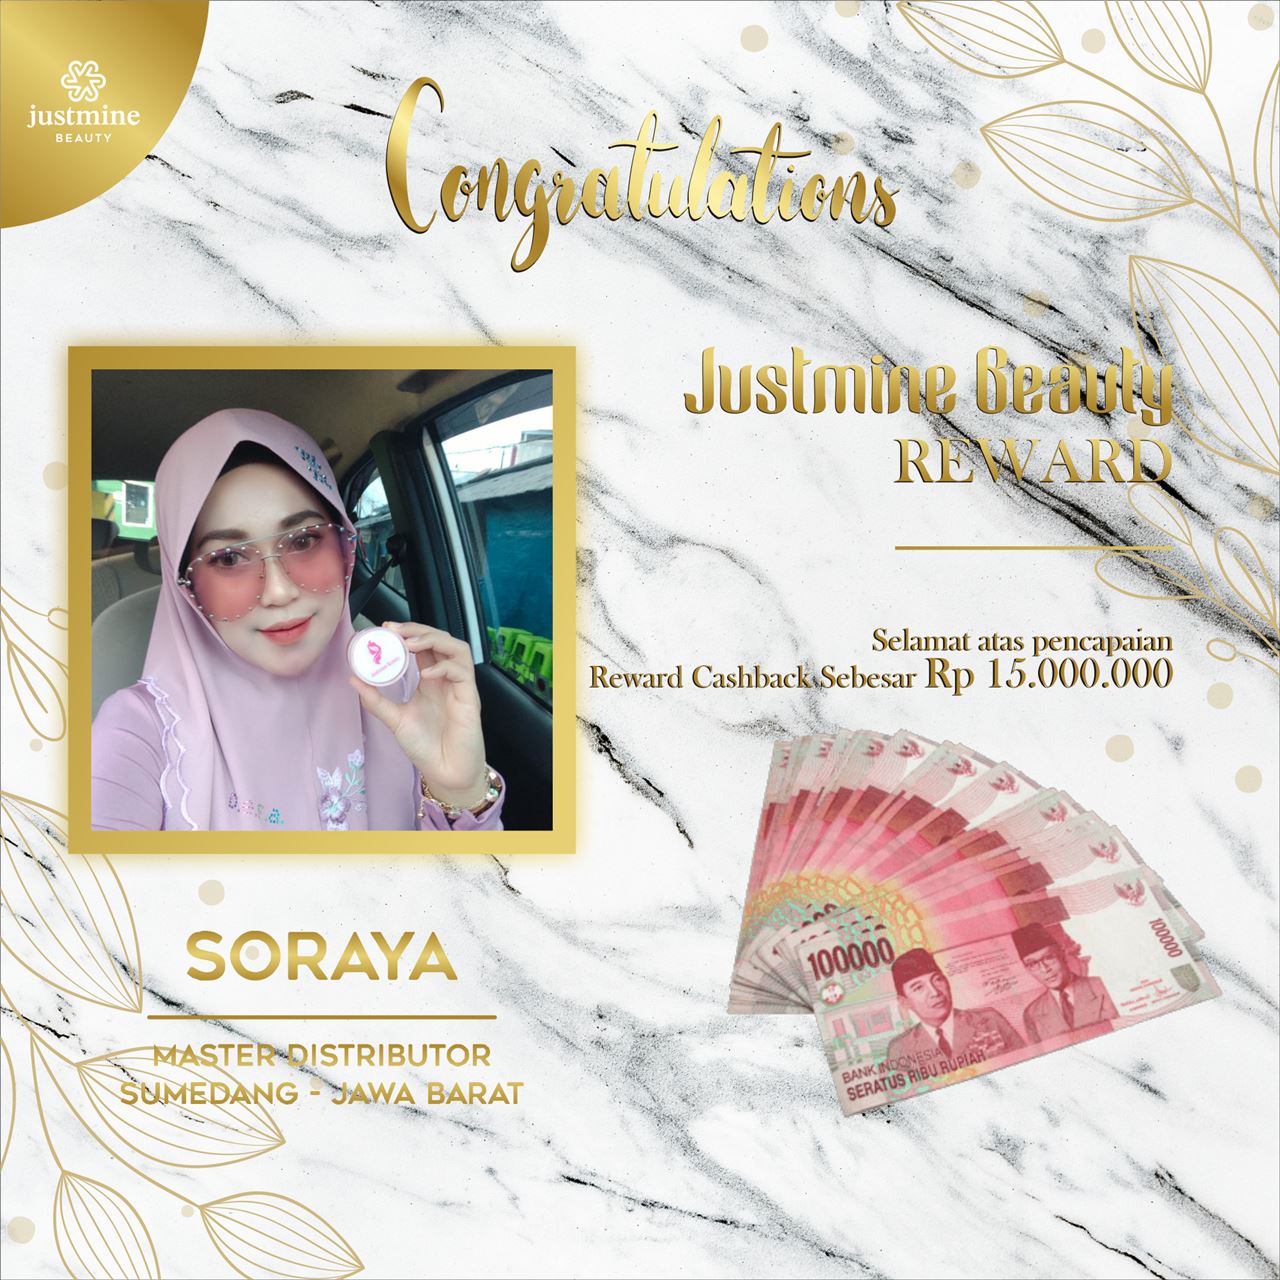 justmine
BEAUTY
Congratulations
Justmine Beauty
REWARD
Selamat atas pencapaian
Reward Cashback Sebesar Rp 15.000.000
SORAYA
MASTER DISTRIBUTOR
SUMEDANG - JAWA BARAT
100000
100000
BANK INDONESIA
SERATUS RIBU RUPIAH